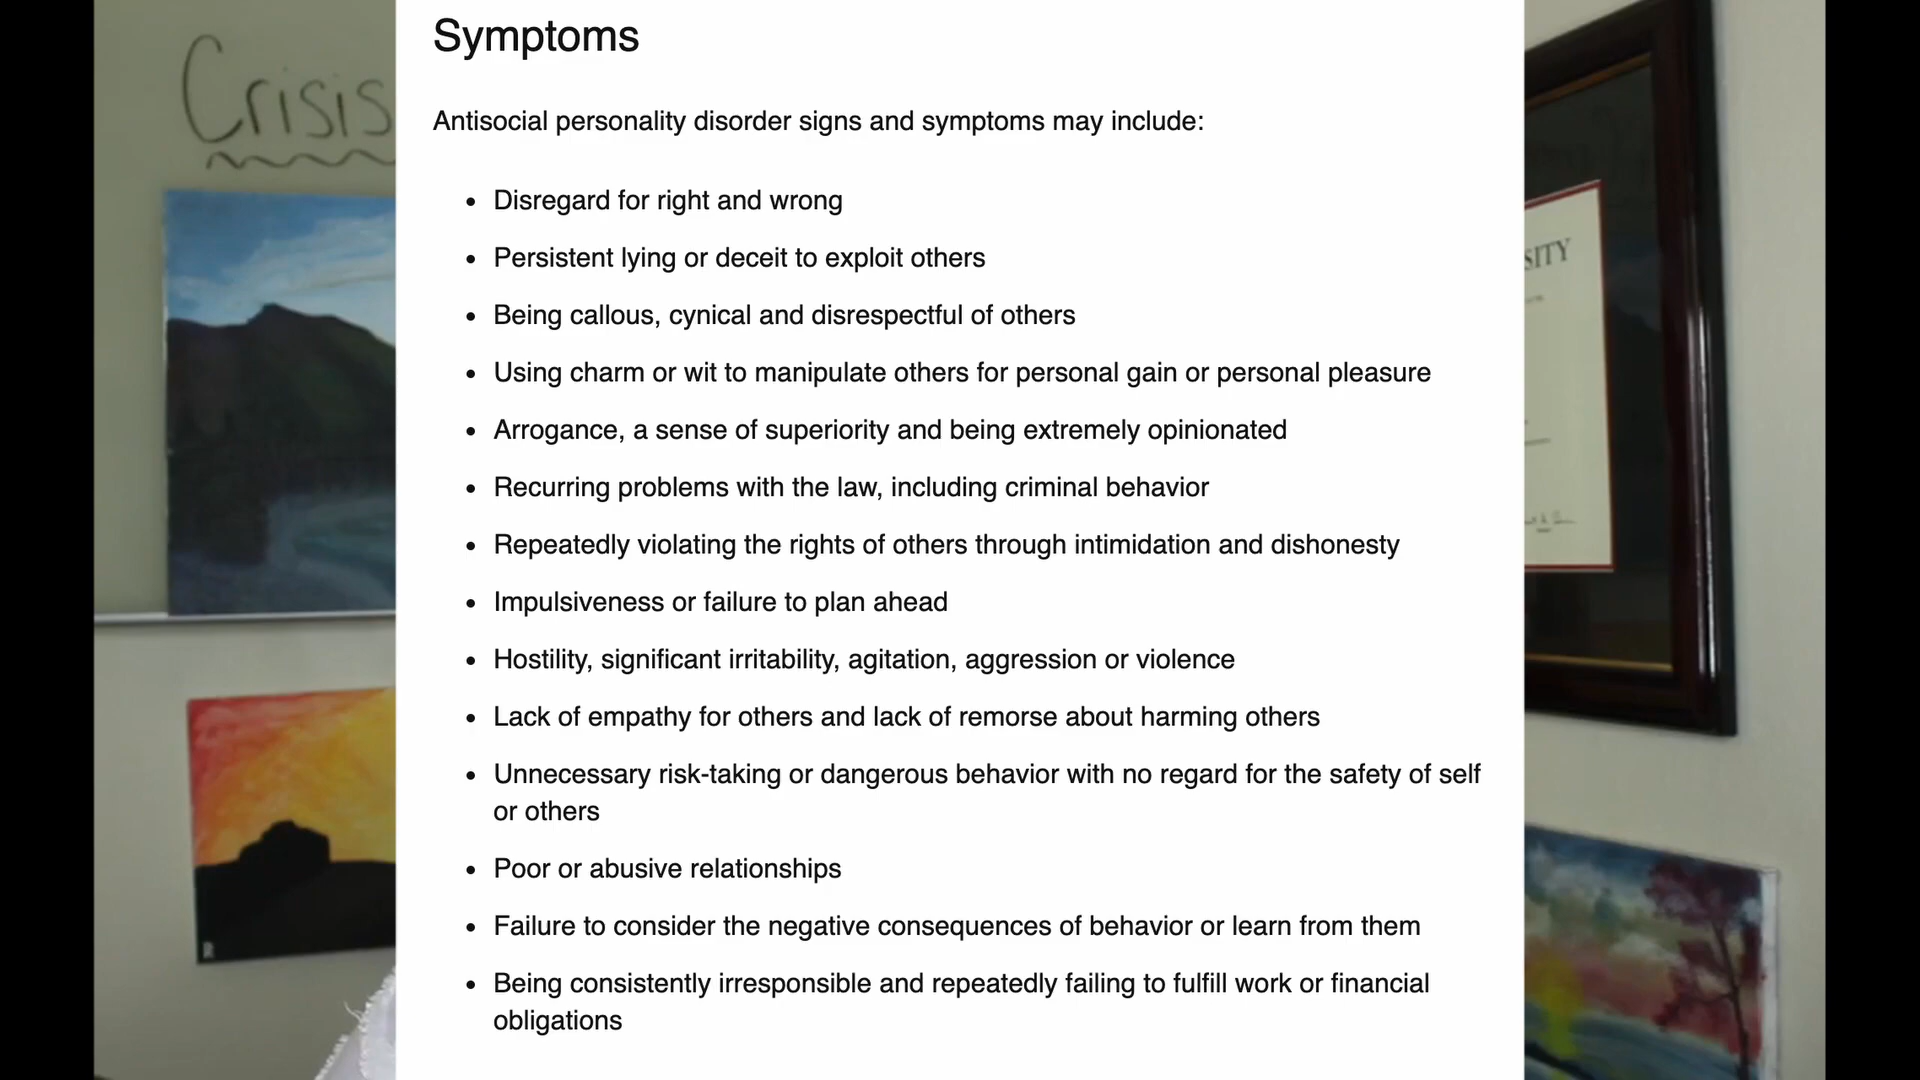 Crisis
Symptoms
Antisocial personality disorder signs and symptoms may include:
• Disregard for right and wrong
• Persistent lying or deceit to exploit others
• Being callous, cynical and disrespectful of others
• Using charm or wit to manipulate others for personal gain or personal pleasure
• Arrogance, a sense of superiority and being extremely opinionated
• Recurring problems with the law, including criminal behavior
• Repeatedly violating the rights of others through intimidation and dishonesty
• Impulsiveness or failure to plan ahead
• Hostility, significant irritability, agitation, aggression or violence
• Lack of empathy for others and lack of remorse about harming others
• Unnecessary risk-taking or dangerous behavior with no regard for the safety of self
or others
• Poor or abusive relationships
• Failure to consider the negative consequences of behavior or learn from them
• Being consistently irresponsible and repeatedly failing to fulfill work or financial
obligations
SITY